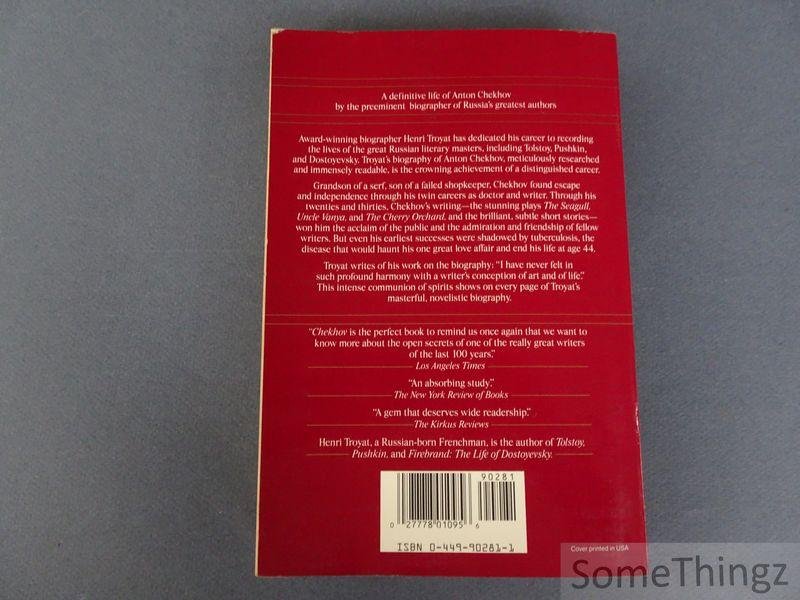 A definitive life of Anton Chekhov
by the preeminent biographer of Russia's greatest authors
Award-winning biographer Henri Troyat has dedicated his career to recording
the lives of the great Russian literary masters, including Tolstoy, Pushkin,
and Dostoyevsky. Troyat's biography of Anton Chekhov, meticulously researched
and immensely readable, is the crowning achievement of a distinguished career.
Grandson of a serf, son of a failed shopkeeper, Chekhov found escape
and independence through his twin careers as doctor and writer. Through his
twenties and thirties, Chekhov's writing—the stunning plays The Seagull,
Uncle Vanya, and The Cherry Orchard, and the brilliant, subtle short stories—
won him the acclaim of the public and the admiration and friendship of fellow
writers. But even his earliest successes were shadowed by tuberculosis, the
disease that would haunt his one great love affair and end his life at age 44.
Troyat writes of his work on the biography: "I have never felt in
such profound harmony with a writer's conception of art and of life."
This intense communion of spirits shows on every page of Troyat's
masterful, novelistic biography.
"Chekhov is the perfect book to remind us once again that we want to
know more about the open secrets of one of the really great writers
of the last 100 years."
Los Angeles Times
"An absorbing study."
The New York Review of Books
"A gem that deserves wide readership."
The Kirkus Reviews
Henri Troyat, a Russian-born Frenchman, is the author of Tolstoy,
Pushkin, and Firebrand: The Life of Dostoyevsky.
90281
0 27778 01095 6
ISBN 0-449-90281-1
Cover printed in USA
SomeThingz